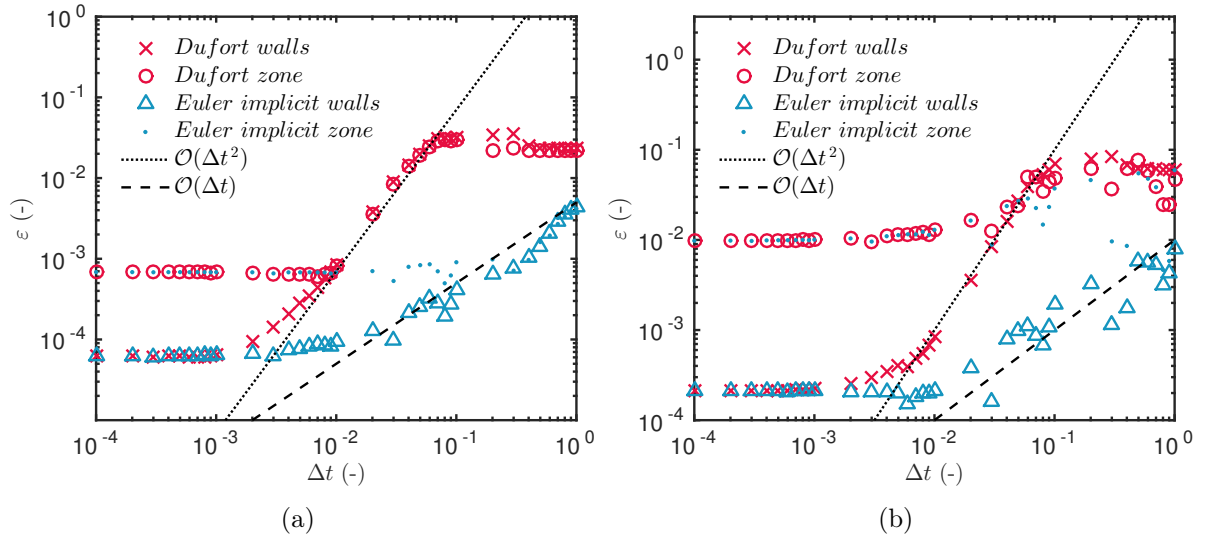 10^0
10^-1
10^-2
10^-3
10^-4
ε (-)
× Dufort walls
Dufort zone
Euler implicit walls
Euler implicit zone
O(Δt^2)
O(Δt)
10^-4 10^-3 10^-2 10^-1 10^0
Δt (-)
(a)
10^0
10^-1
10^-2
10^-3
10^-4
ε (-)
× Dufort walls
Dufort zone
Euler implicit walls
Euler implicit zone
O(Δt^2)
O(Δt)
10^-4 10^-3 10^-2 10^-1 10^0
Δt (-)
(b)